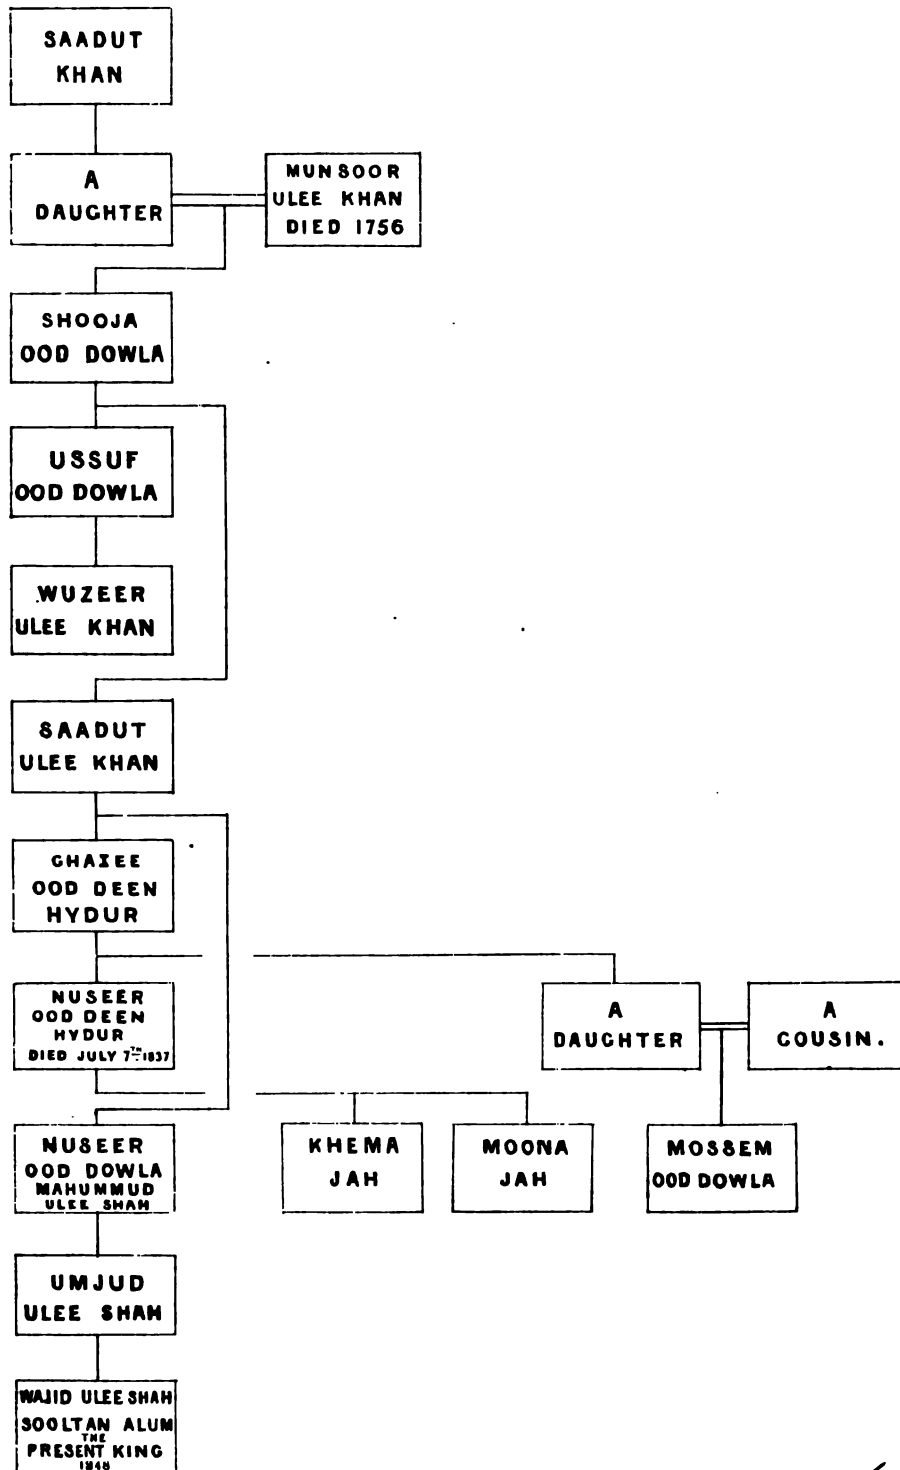 SAADUT
KHAN
A
DAUGHTER
MUNSOOR
ULEE KHAN
DIED 1756
SHOOJA
OOD DOWLA
USSUF
OOD DOWLA
WUZEER
ULEE KHAN
SAADUT
ULEE KHAN
GHAZEE
OOD DEEN
HYDUR
NUSEER
OOD DEEN
HYDUR
DIED JULY 7TH 1837
A
DAUGHTER
A
COUSIN.
NUSEER
OOD DOWLA
MAHUMMUD
ULEE SHAH
KHEMA
JAH
MOONA
JAH
MOSSEM
OOD DOWLA
UMJUD
ULEE SHAH
WAJID ULEE SHAH
SOOLTAN ALUM
THE
PRESENT KING
1848